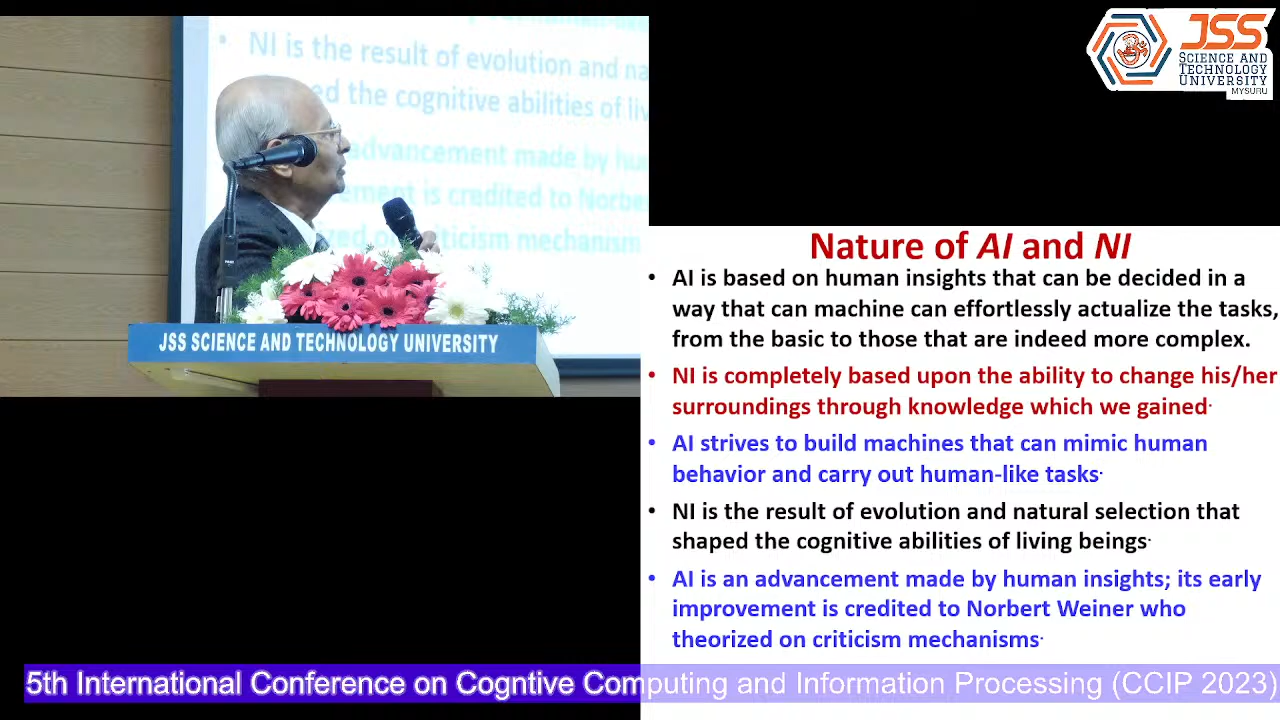 NI is the result of evolution and na
ed the cognitive abilities of liv
advancement made by hu
ement is credited to Norbe
ved on criticism mechanism
JSS SCIENCE AND TECHNOLOGY UNIVERSITY
JSS
SCIENCE AND
TECHNOLOGY
UNIVERSITY
MYSURU
Nature of AI and NI
• AI is based on human insights that can be decided in a
way that can machine can effortlessly actualize the tasks,
from the basic to those that are indeed more complex.
• NI is completely based upon the ability to change his/her
surroundings through knowledge which we gained.
• AI strives to build machines that can mimic human
behavior and carry out human-like tasks.
• NI is the result of evolution and natural selection that
shaped the cognitive abilities of living beings.
• AI is an advancement made by human insights; its early
improvement is credited to Norbert Weiner who
theorized on criticism mechanisms.
5th International Conference on Cogntive Computing and Information Processing (CCIP 2023)